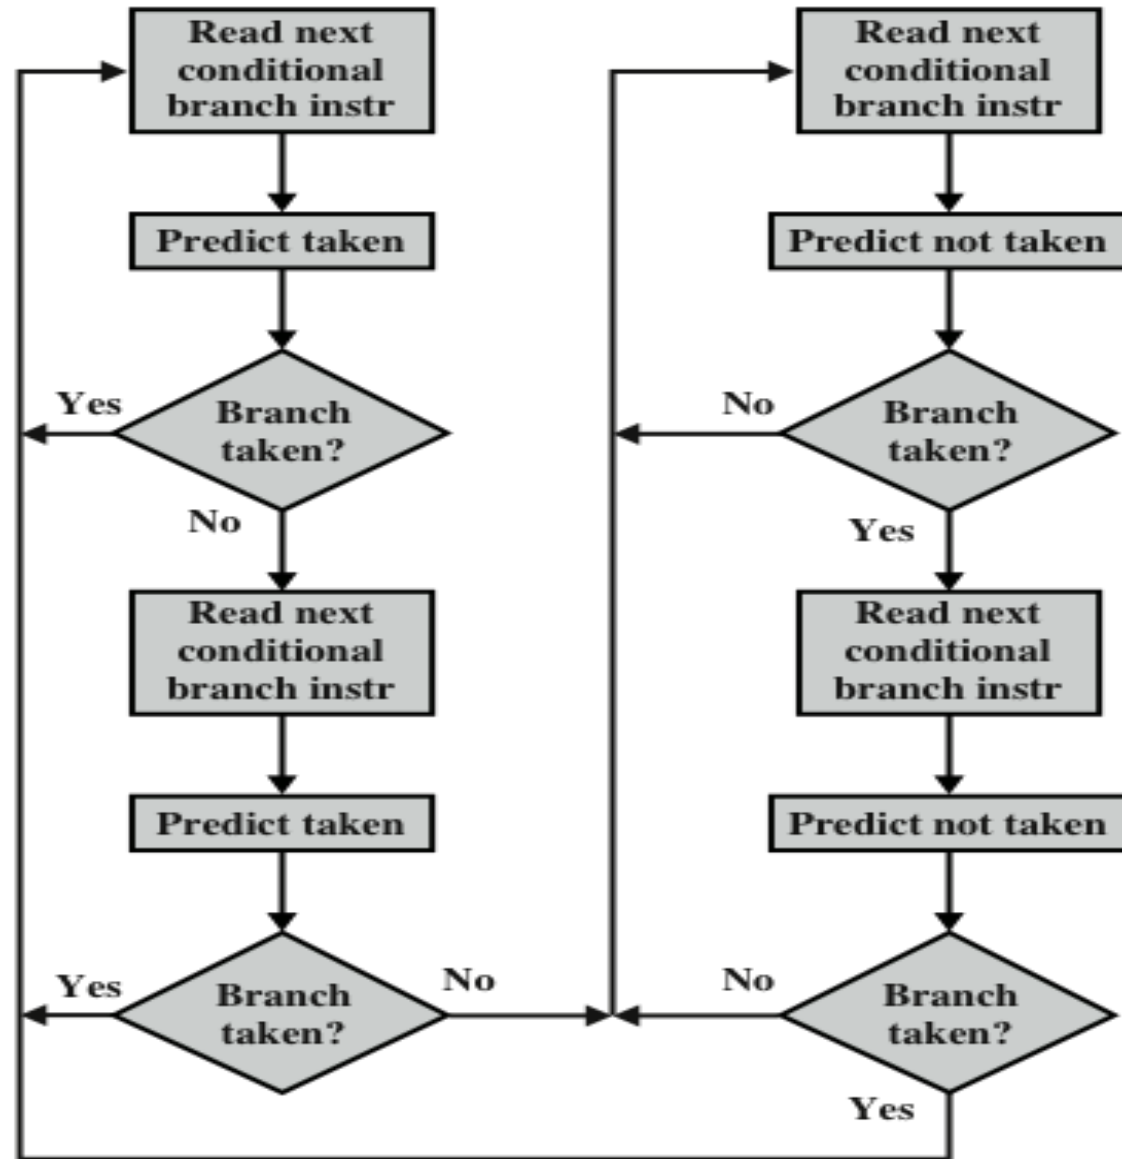 Read next
conditional
branch instr
Predict taken
Yes
Branch
taken?
No
Read next
conditional
branch instr
Predict taken
Yes
Branch
taken?
No
Read next
conditional
branch instr
Predict not taken
No
Branch
taken?
Yes
Read next
conditional
branch instr
Predict not taken
No
Branch
taken?
Yes